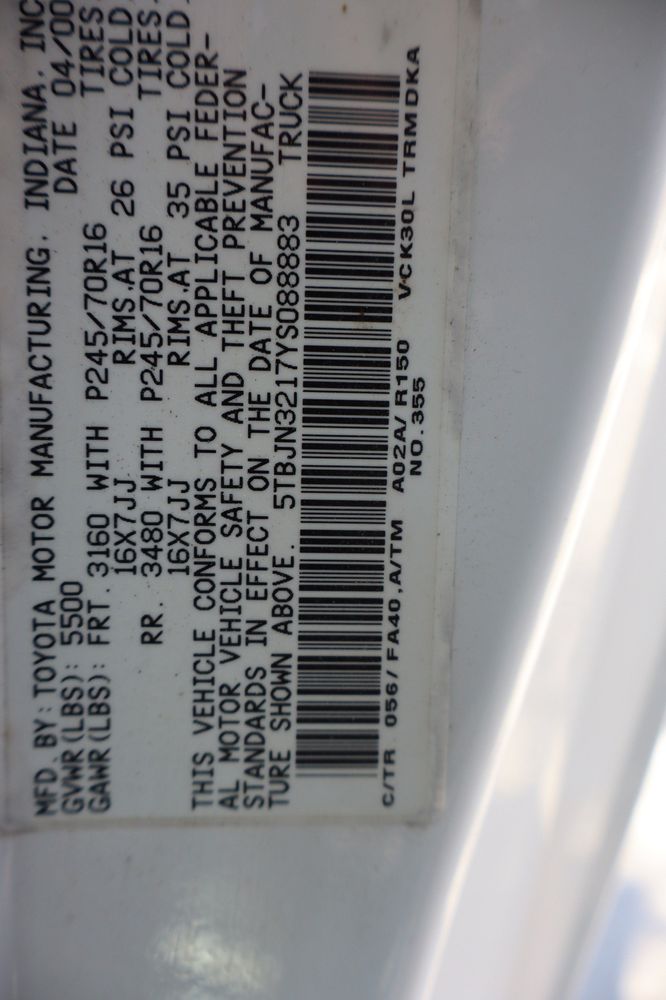 MFD. BY: TOYOTA MOTOR MANUFACTURING, INDIANA, INC
DATE 04/00
GVWR(LBS): 5500
GAWR(LBS): FRT. 3160 WITH P245/70R16 TIRES,
16X7JJ RIMS,AT 26 PSI COLD
RR. 3480 WITH P245/70R16 TIRES,
16X7JJ RIMS,AT 35 PSI COLD.
THIS VEHICLE CONFORMS TO ALL APPLICABLE FEDER-
AL MOTOR VEHICLE SAFETY AND THEFT PREVENTION
STANDARDS IN EFFECT ON THE DATE OF MANUFAC-
TURE SHOWN ABOVE. 5TBJN3217YS088883 TRUCK
C/TR 056/FA40,A/TM A02A/R150 VCK30L TRMDKA
NO.355